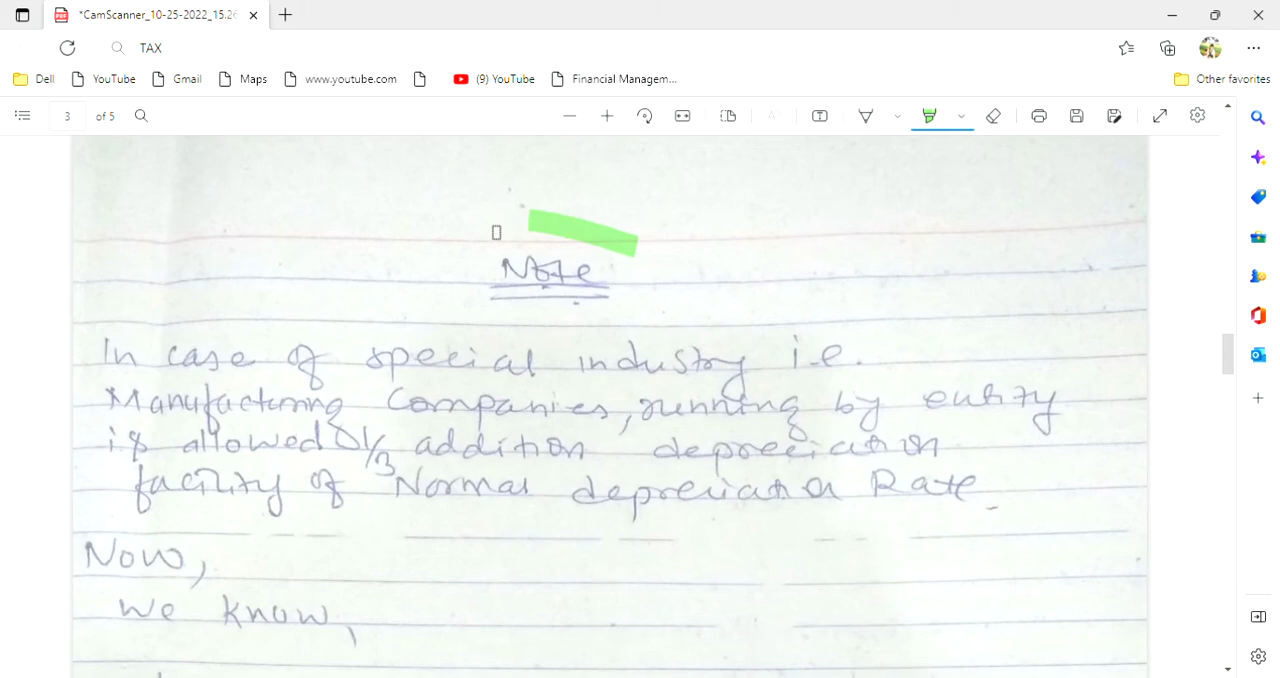 *CamScanner_10-25-2022_15.26
TAX
Dell YouTube Gmail Maps www.youtube.com (9) YouTube Financial Managem... Other favorites
3 of 5
Note
In case of special industry i.e.
Manufacturing Companies, running by entity
is allowed 1/3 addition depreciation
facility of Normal depreciation Rate
Now,
We know,